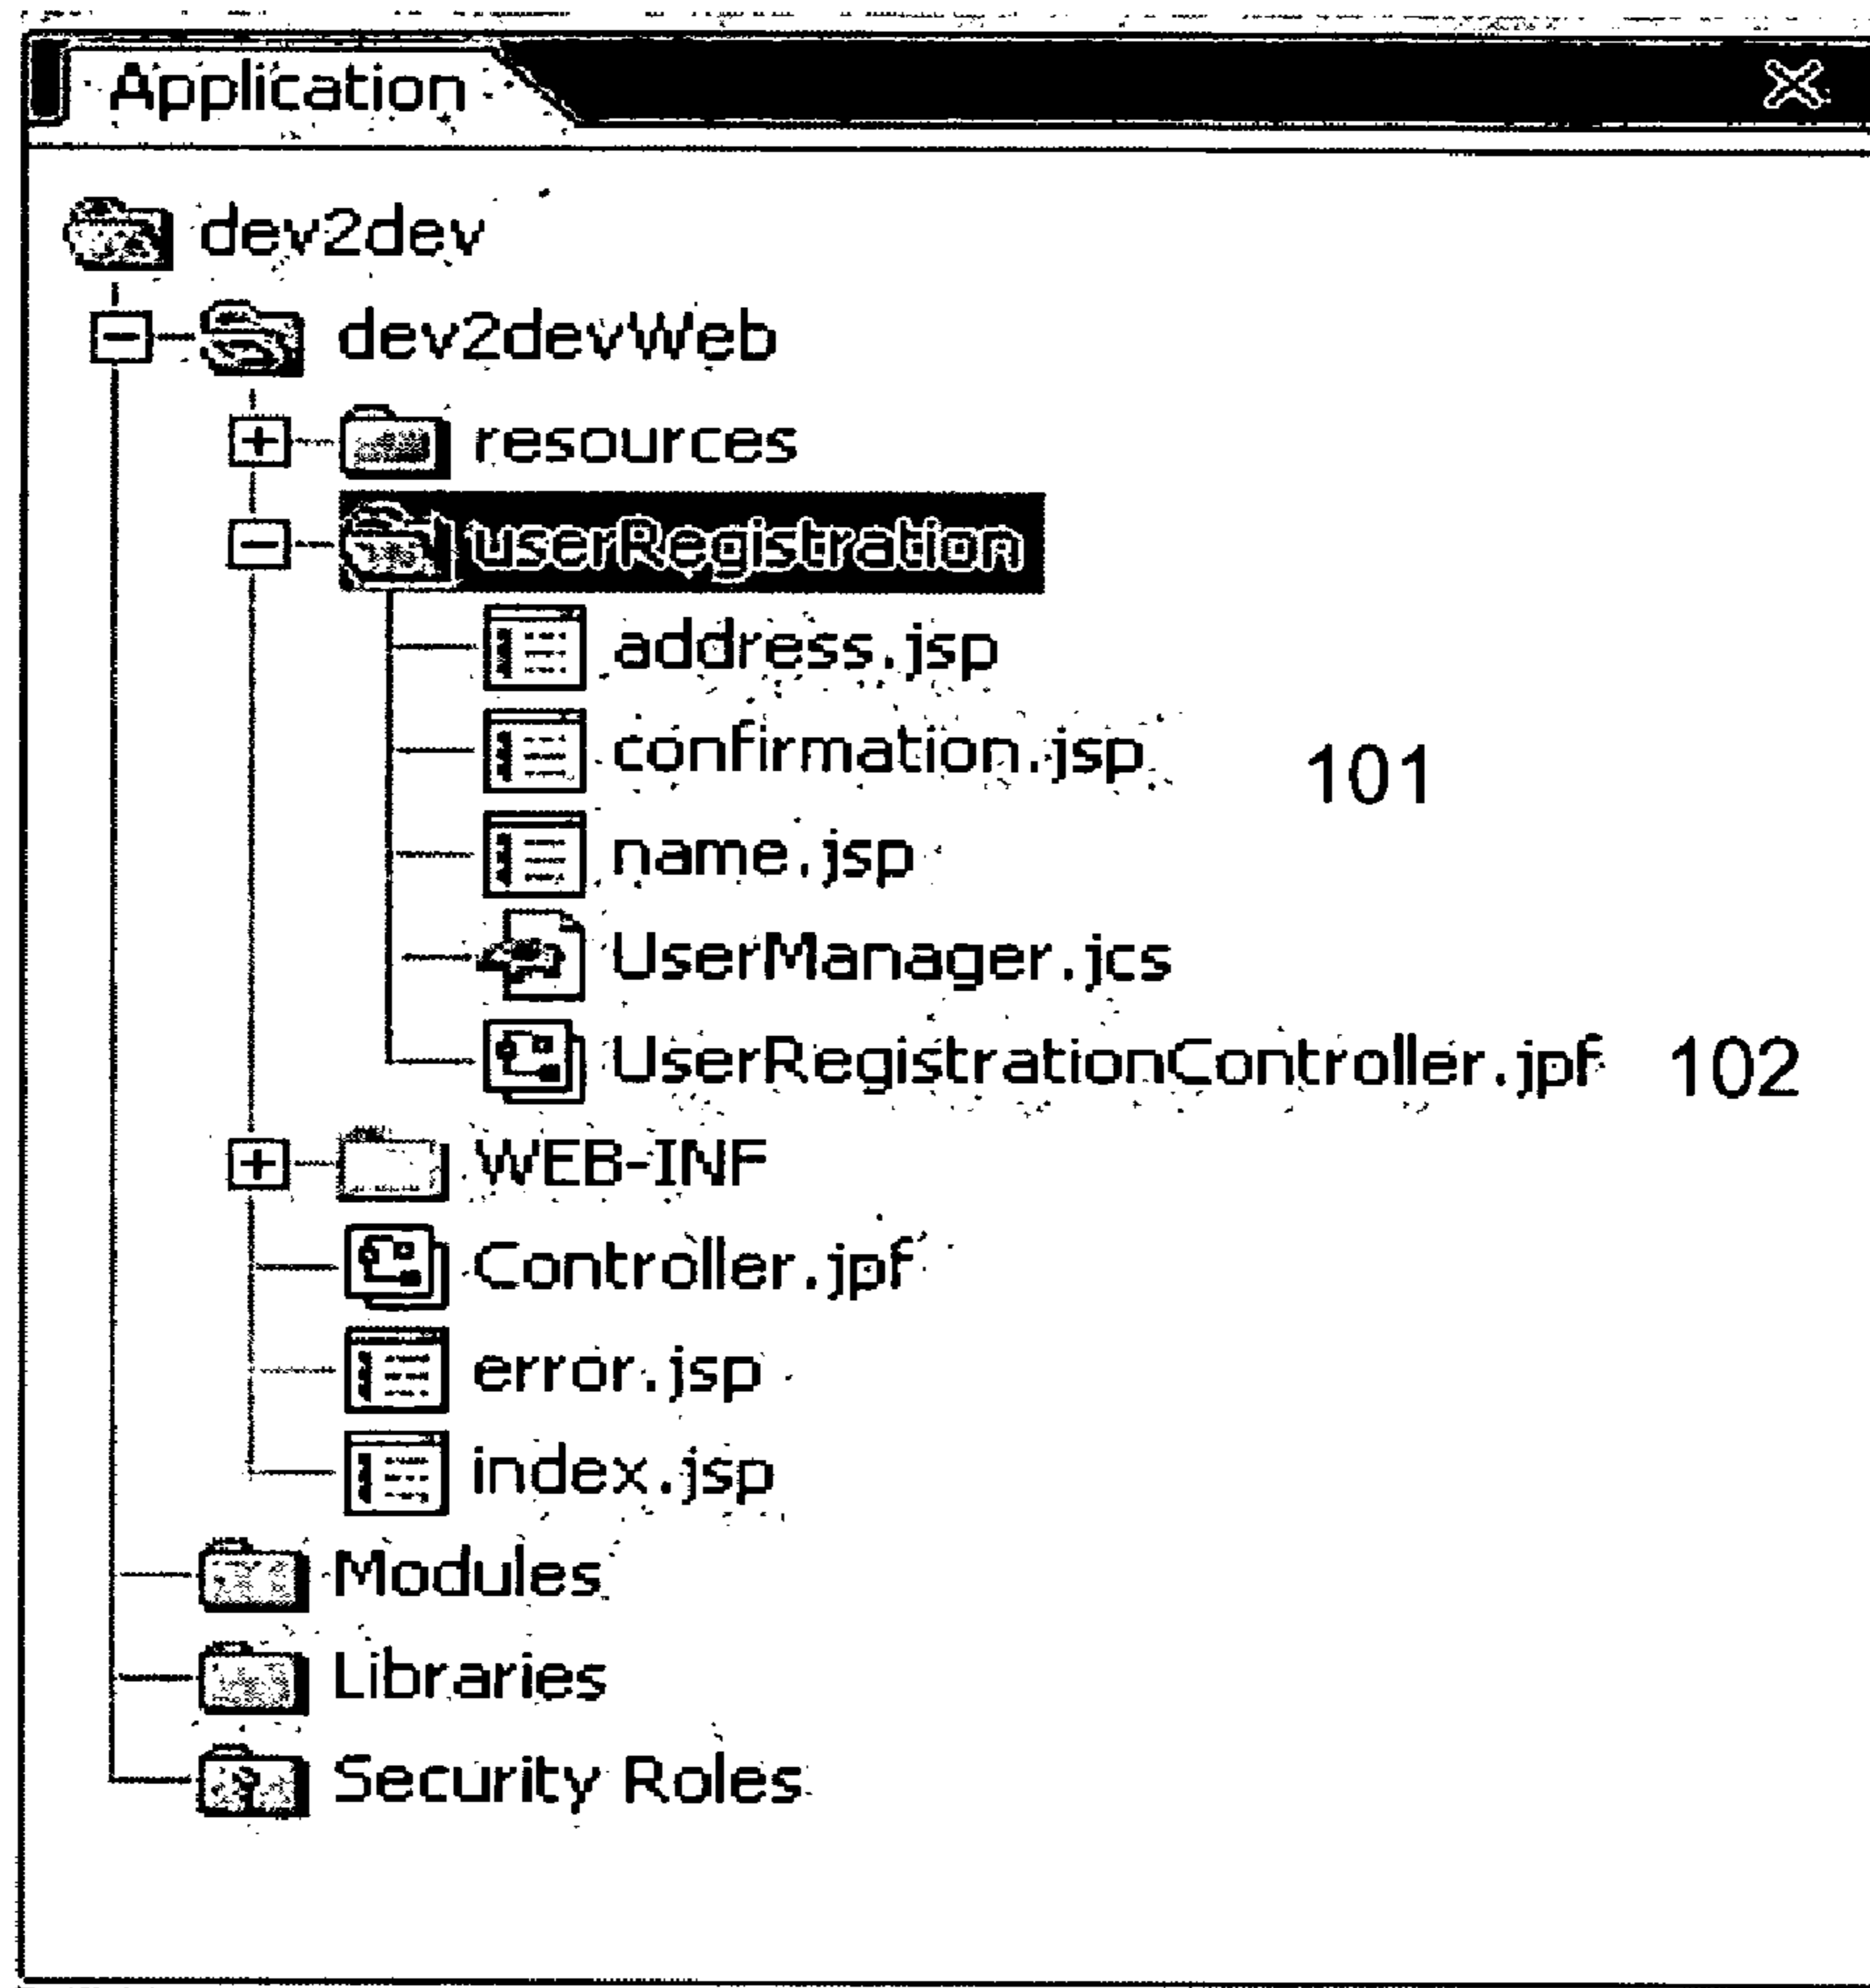 Application
dev2dev
dev2devWeb
resources
userRegistration
address.jsp
confirmation.jsp 101
name.jsp
UserManager.jcs
UserRegistrationController.jpf 102
WEB-INF
Controller.jpf
error.jsp
index.jsp
Modules
Libraries
Security Roles